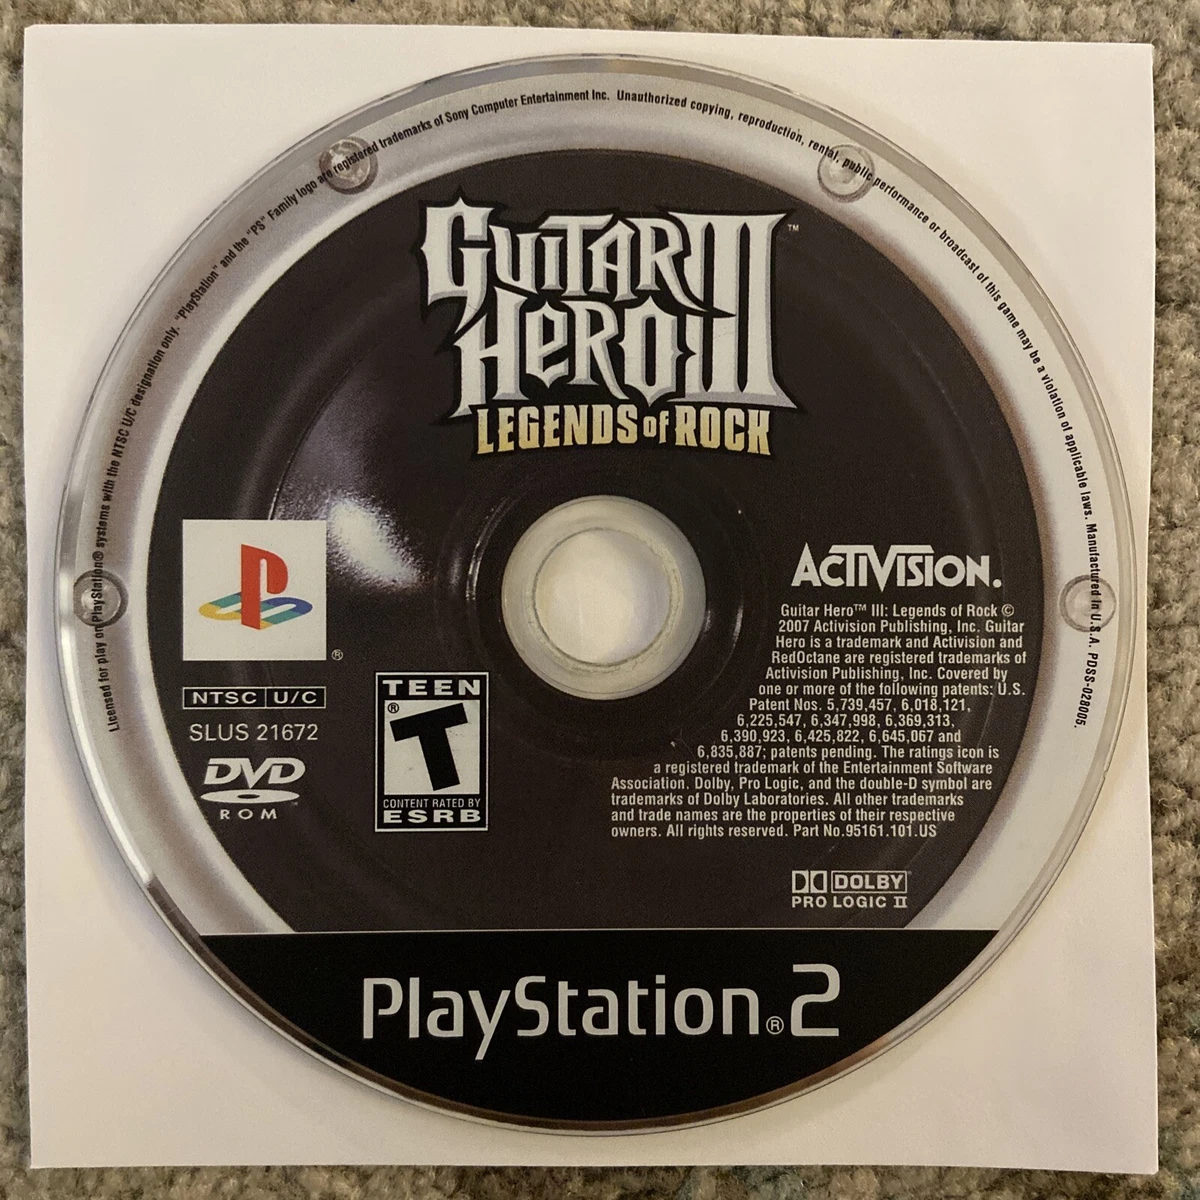 Licensed for play on PlayStation® systems with the NTSC U/C designation only. "PlayStation" and the "PS" Family logo are registered trademarks of Sony Computer Entertainment Inc. Unauthorized copying, reproduction, rental, public performance or broadcast of this game may be a violation of applicable laws. Manufactured in U.S.A. PDSS-028005.
GUITAR HERO III ™
LEGENDS of ROCK
®
NTSC U/C
SLUS 21672
DVD
ROM
TEEN
®
T
CONTENT RATED BY
ESRB
ACTIVISION.
Guitar Hero™ III: Legends of Rock ©
2007 Activision Publishing, Inc. Guitar
Hero is a trademark and Activision and
RedOctane are registered trademarks of
Activision Publishing, Inc. Covered by
one or more of the following patents: U.S.
Patent Nos. 5,739,457, 6,018,121,
6,225,547, 6,347,998, 6,369,313,
6,390,923, 6,425,822, 6,645,067 and
6,835,887; patents pending. The ratings icon is
a registered trademark of the Entertainment Software
Association. Dolby, Pro Logic, and the double-D symbol are
trademarks of Dolby Laboratories. All other trademarks
and trade names are the properties of their respective
owners. All rights reserved. Part No.95161.101.US
DOLBY
PRO LOGIC II
PlayStation®2